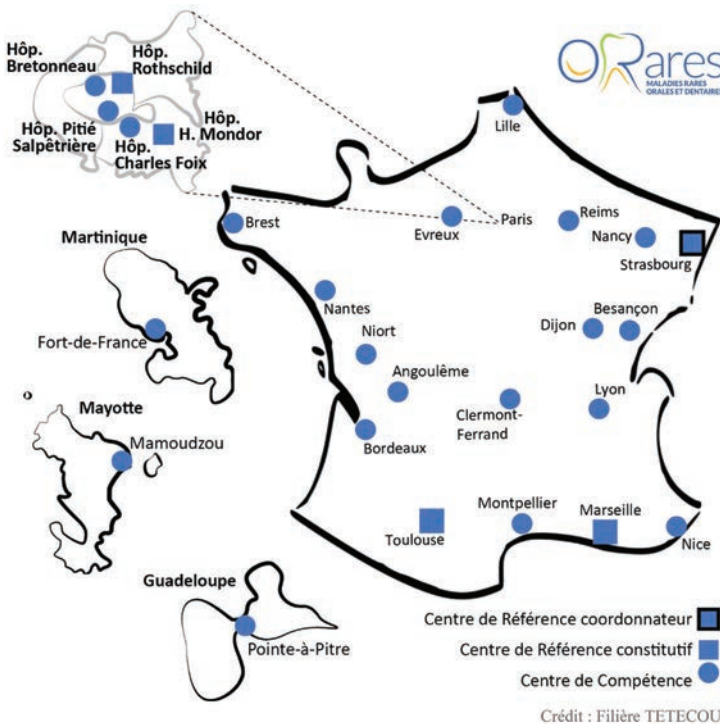 Hôp.
Bretonneau
Hôp.
Rothschild
Hôp. Pitié
Salpêtrière
Hôp.
Charles Foix
Hôp.
H. Mondor
ORares
MALADIES RARES
ORALES ET DENTAIRES
Lille
Brest
Evreux
Paris
Reims
Nancy
Strasbourg
Martinique
Fort-de-France
Nantes
Niort
Angoulême
Bordeaux
Dijon
Besançon
Clermont-
Ferrand
Lyon
Mayotte
Mamoudzou
Toulouse
Montpellier
Marseille
Nice
Guadeloupe
Pointe-à-Pitre
Centre de Référence coordonnateur
Centre de Référence constitutif
Centre de Compétence
Crédit : Filière TETECOU